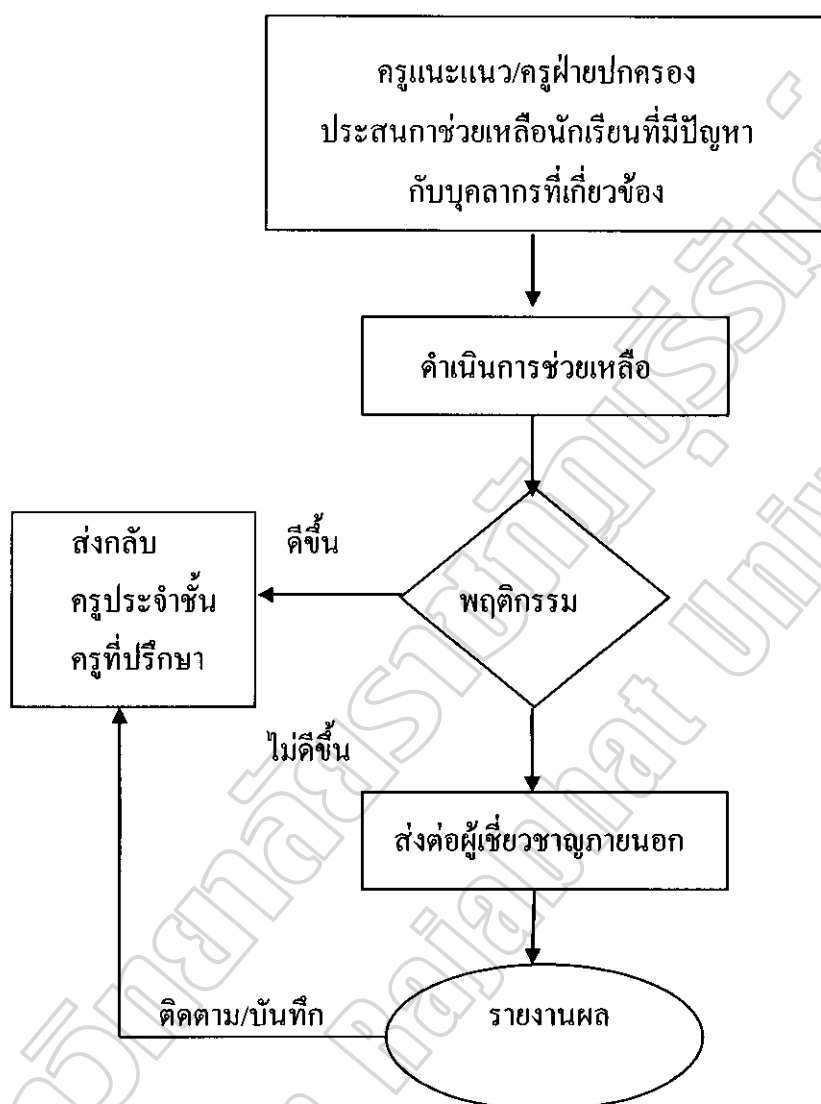 ครูแนะแนว/ครูฝ่ายปกครอง
ประสนกาช่วยเหลือนักเรียนที่มีปัญหา
กับบุคลากรที่เกี่ยวข้อง
ดำเนินการช่วยเหลือ
ส่งกลับ
ครูประจำชั้น
ครูที่ปรึกษา
ดีขึ้น
พฤติกรรม
ไม่ดีขึ้น
ส่งต่อผู้เชี่ยวชาญภายนอก
ติดตาม/บันทึก
รายงานผล